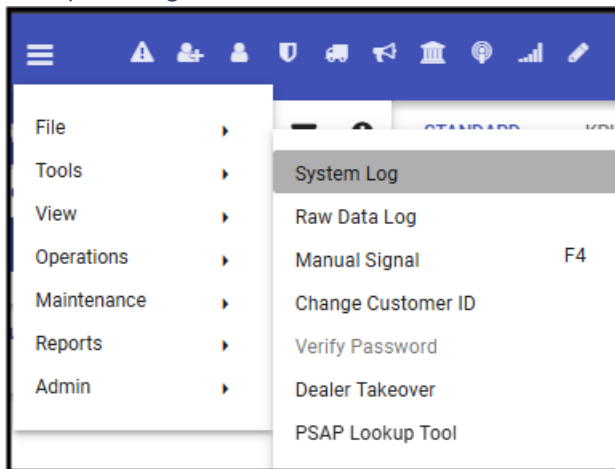 File
Tools
View
Operations
Maintenance
Reports
Admin
STANDARD
System Log
Raw Data Log
Manual Signal F4
Change Customer ID
Verify Password
Dealer Takeover
PSAP Lookup Tool